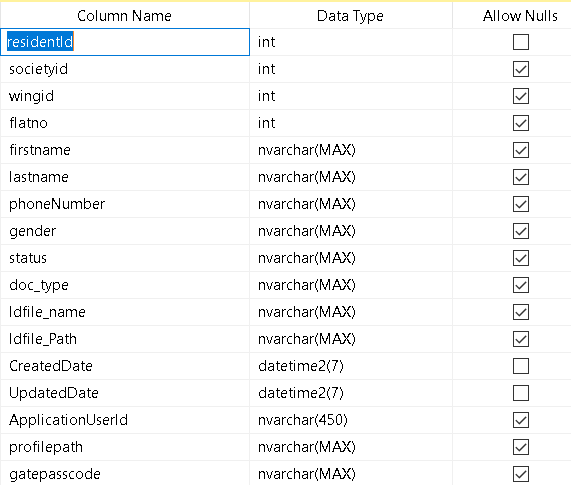 Column Name Data Type Allow Nulls
residentId int
societyid int
wingid int
flatno int
firstname nvarchar(MAX)
lastname nvarchar(MAX)
phoneNumber nvarchar(MAX)
gender nvarchar(MAX)
status nvarchar(MAX)
doc_type nvarchar(MAX)
Idfile_name nvarchar(MAX)
Idfile_Path nvarchar(MAX)
CreatedDate datetime2(7)
UpdatedDate datetime2(7)
ApplicationUserId nvarchar(450)
profilepath nvarchar(MAX)
gatepasscode nvarchar(MAX)